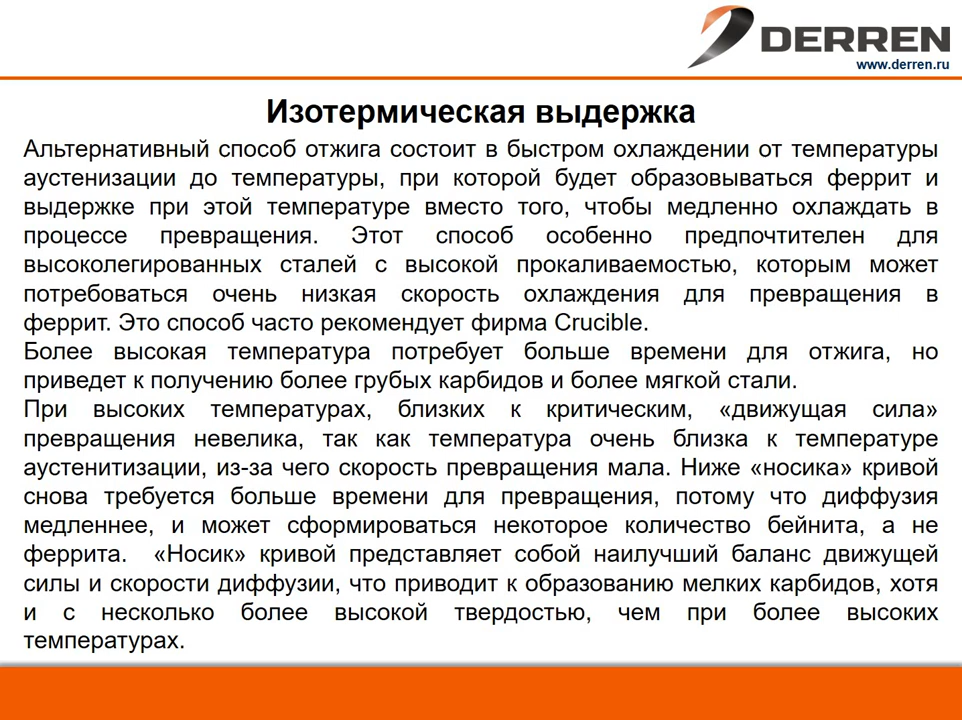 DERREN
www.derren.ru
Изотермическая выдержка
Альтернативный способ отжига состоит в быстром охлаждении от температуры
аустенизации до температуры, при которой будет образовываться феррит и
выдержке при этой температуре вместо того, чтобы медленно охлаждать в
процессе превращения. Этот способ особенно предпочтителен для
высоколегированных сталей с высокой прокаливаемостью, которым может
потребоваться очень низкая скорость охлаждения для превращения в
феррит. Это способ часто рекомендует фирма Crucible.
Более высокая температура потребует больше времени для отжига, но
приведет к получению более грубых карбидов и более мягкой стали.
При высоких температурах, близких к критическим, «движущая сила»
превращения невелика, так как температура очень близка к температуре
аустенитизации, из-за чего скорость превращения мала. Ниже «носика» кривой
снова требуется больше времени для превращения, потому что диффузия
медленнее, и может сформироваться некоторое количество бейнита, а не
феррита. «Носик» кривой представляет собой наилучший баланс движущей
силы и скорости диффузии, что приводит к образованию мелких карбидов, хотя
и с несколько более высокой твердостью, чем при более высоких
температурах.